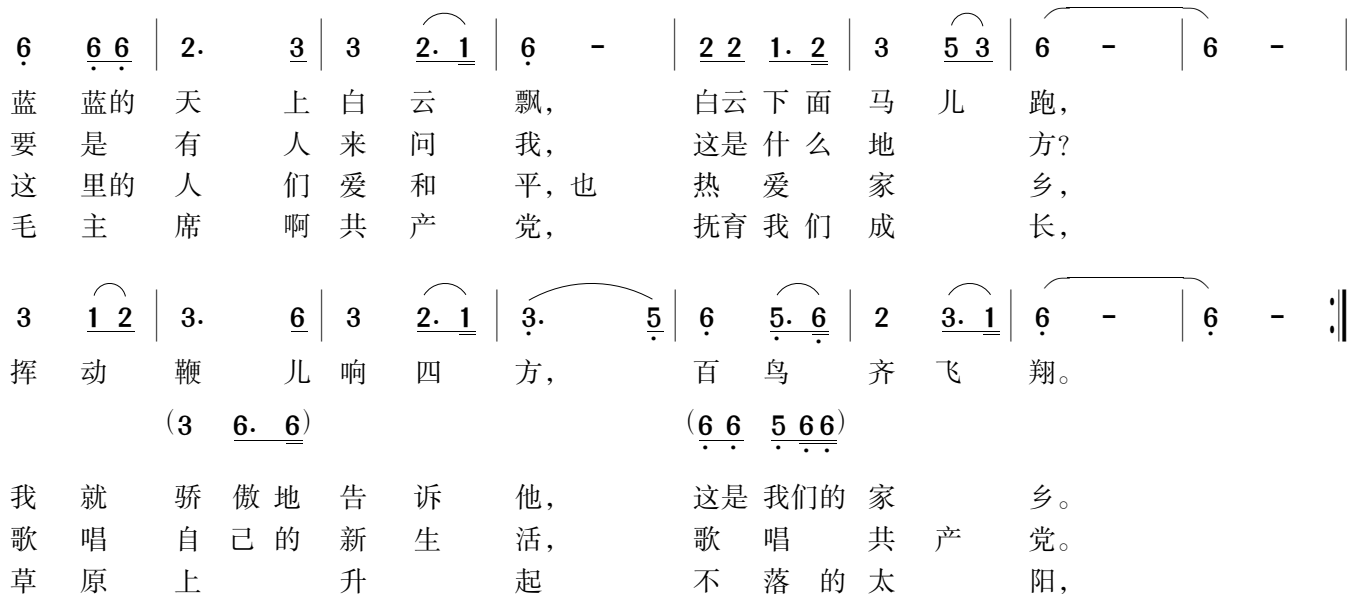 6 6 6 | 2. 3 | 3 2. 1 | 6 - | 2 2 1. 2 | 3 5 3 | 6 - | 6 - |
蓝 蓝的 天 上 白 云 飘, 白云 下 面 马 儿 跑,
要 是 有 人 来 问 我, 这是 什 么 地 方?
这 里的 人 们 爱 和 平, 也 热 爱 家 乡,
毛 主 席 啊 共 产 党, 抚育 我 们 成 长,
3 1 2 | 3. 6 | 3 2. 1 | 3. 5 | 6 5. 6 | 2 3. 1 | 6 - | 6 - :|
挥 动 鞭 儿 响 四 方, 百 鸟 齐 飞 翔。
(3 6. 6) (6 6 5 6 6)
我 就 骄 傲 地 告 诉 他, 这是 我们的 家 乡。
歌 唱 自 己 的 新 生 活, 歌 唱 共 产 党。
草 原 上 升 起 不 落 的 太 阳,